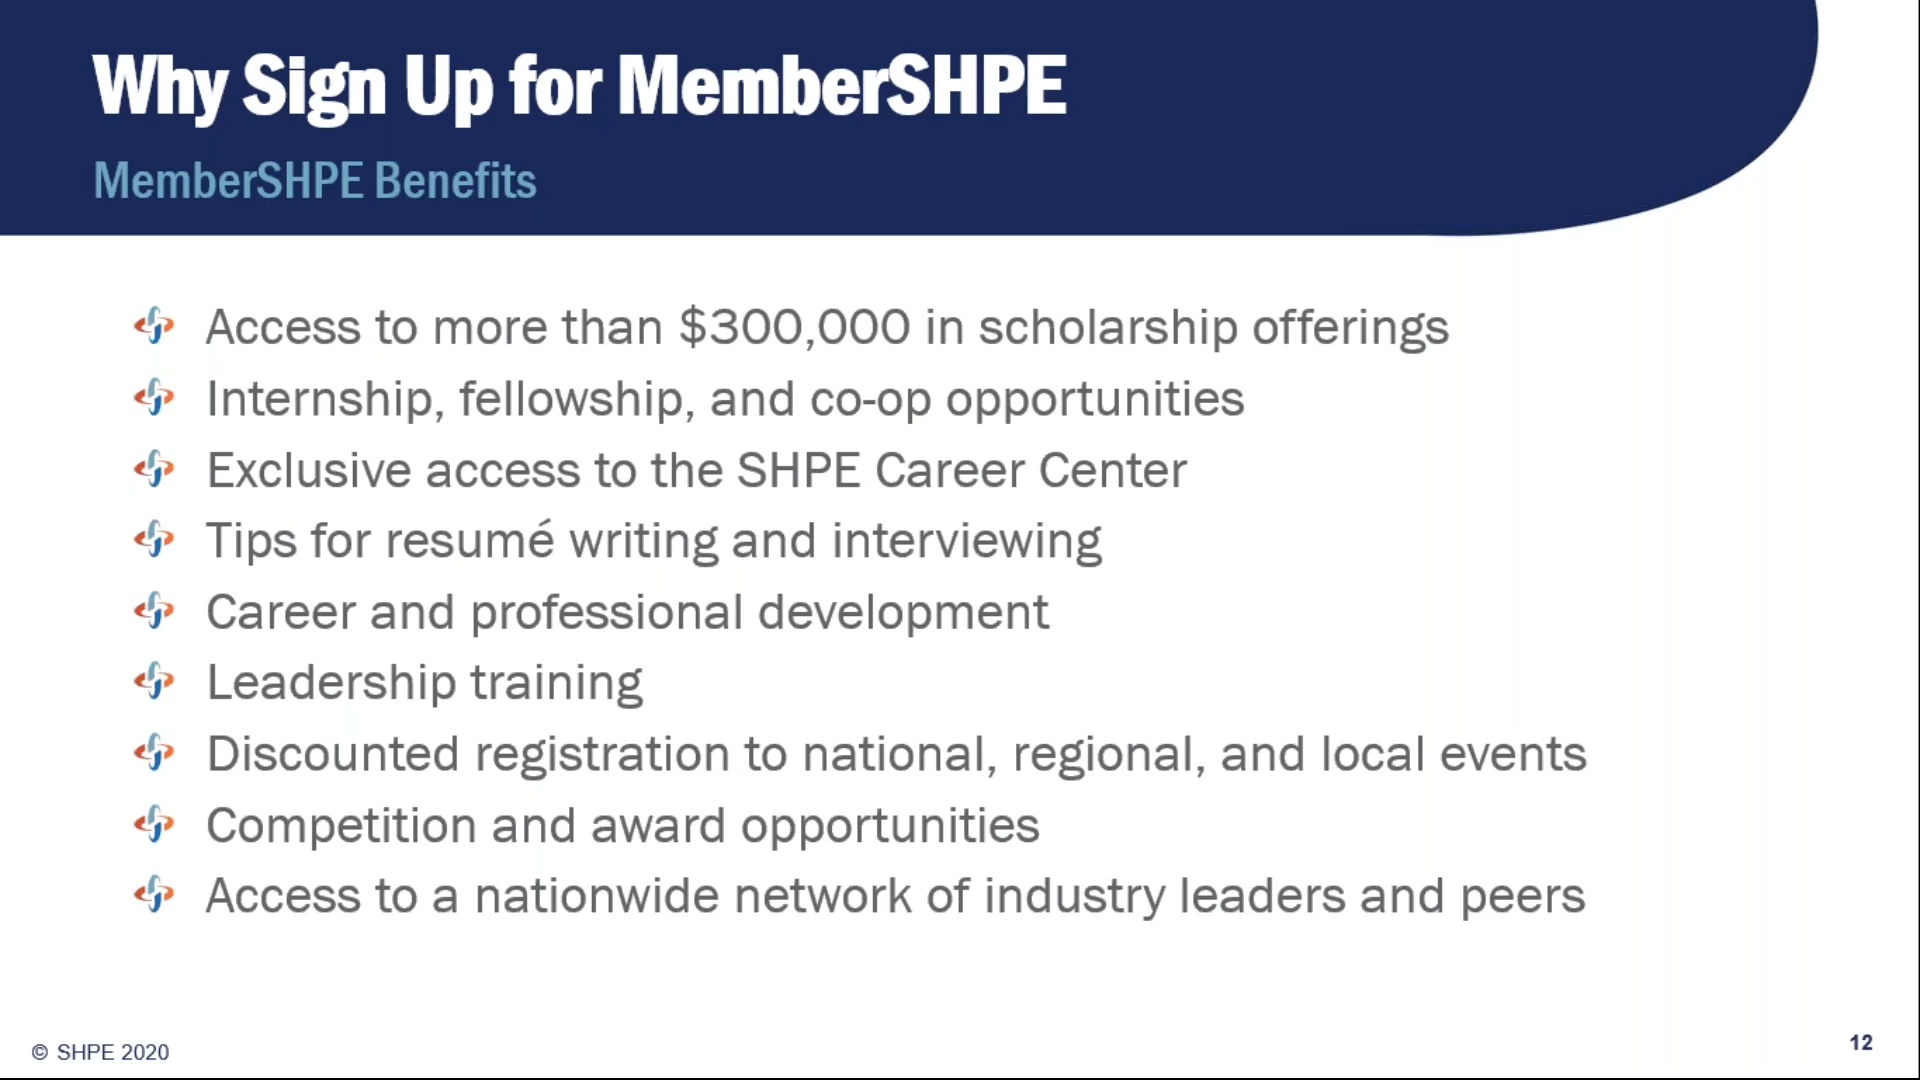 Why Sign Up for MemberSHPE
MemberSHPE Benefits
Access to more than $300,000 in scholarship offerings
Internship, fellowship, and co-op opportunities
Exclusive access to the SHPE Career Center
Tips for resumé writing and interviewing
Career and professional development
Leadership training
Discounted registration to national, regional, and local events
Competition and award opportunities
Access to a nationwide network of industry leaders and peers
© SHPE 2020
12